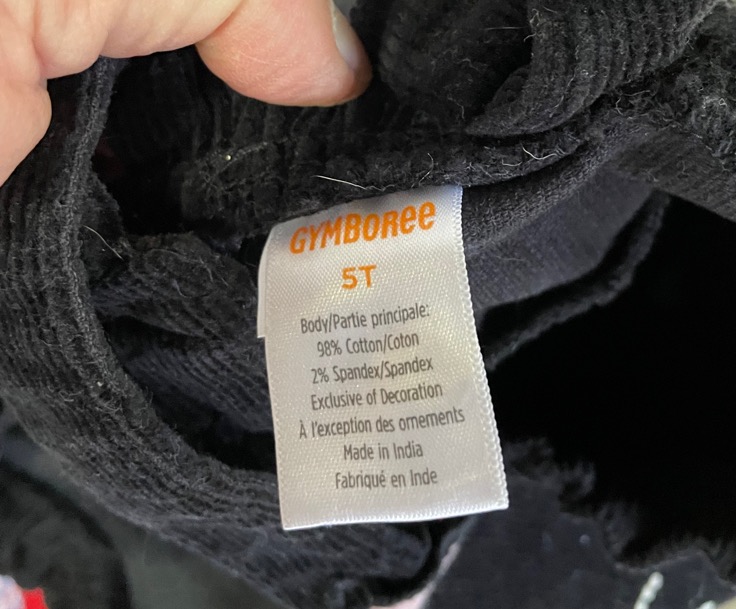 GYMBOREE
5T
Body/Partie principale:
98% Cotton/Coton
2% Spandex/Spandex
Exclusive of Decoration
À l'exception des ornements
Made in India
Fabriqué en Inde